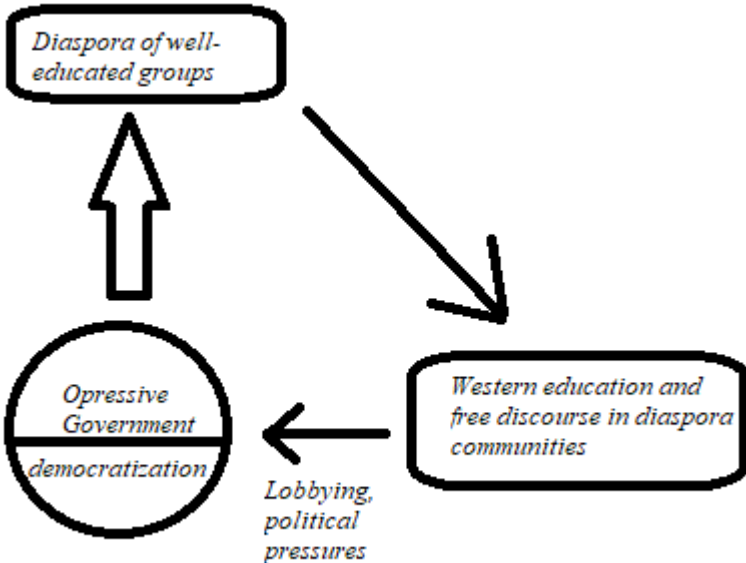 Diaspora of well-
educated groups
Western education and
free discourse in diaspora
communities
Opressive
Government
democratization
Lobbying,
political
pressures